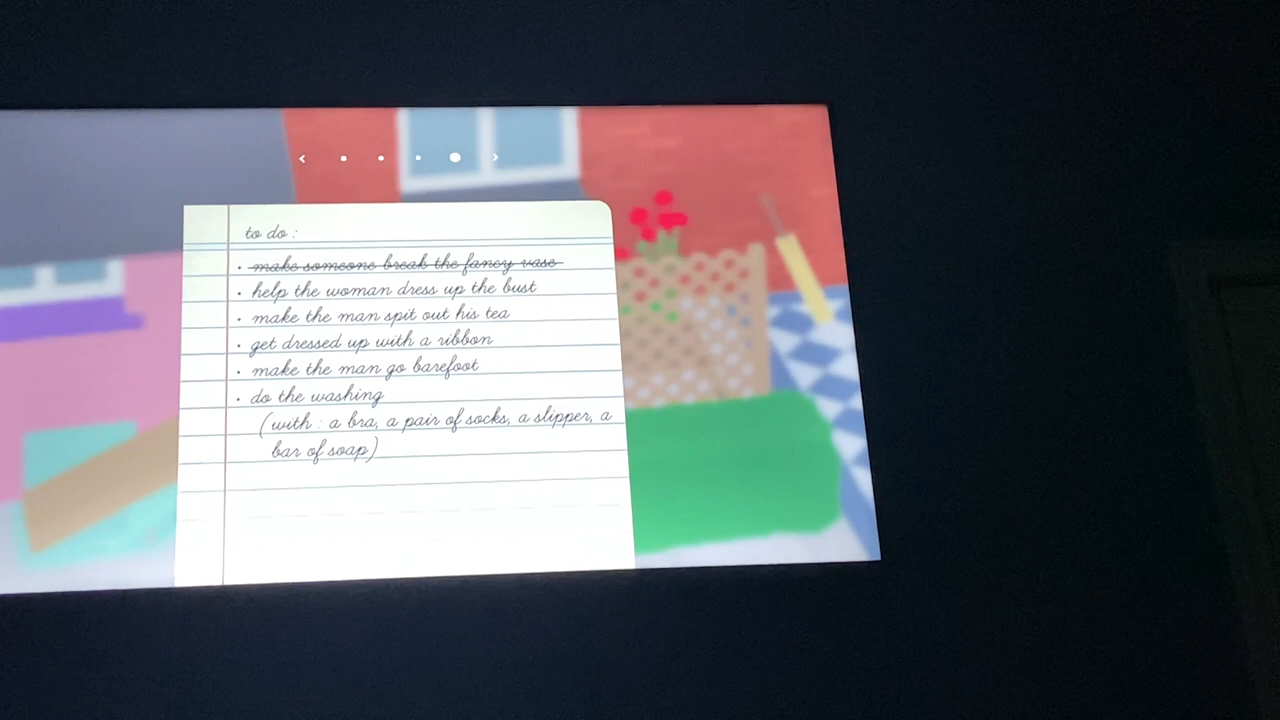 to do :
• make someone break the fancy vase
• help the woman dress up the bust
• make the man spit out his tea
• get dressed up with a ribbon
• make the man go barefoot
• do the washing
(with : a bra, a pair of socks, a slipper, a
bar of soap)